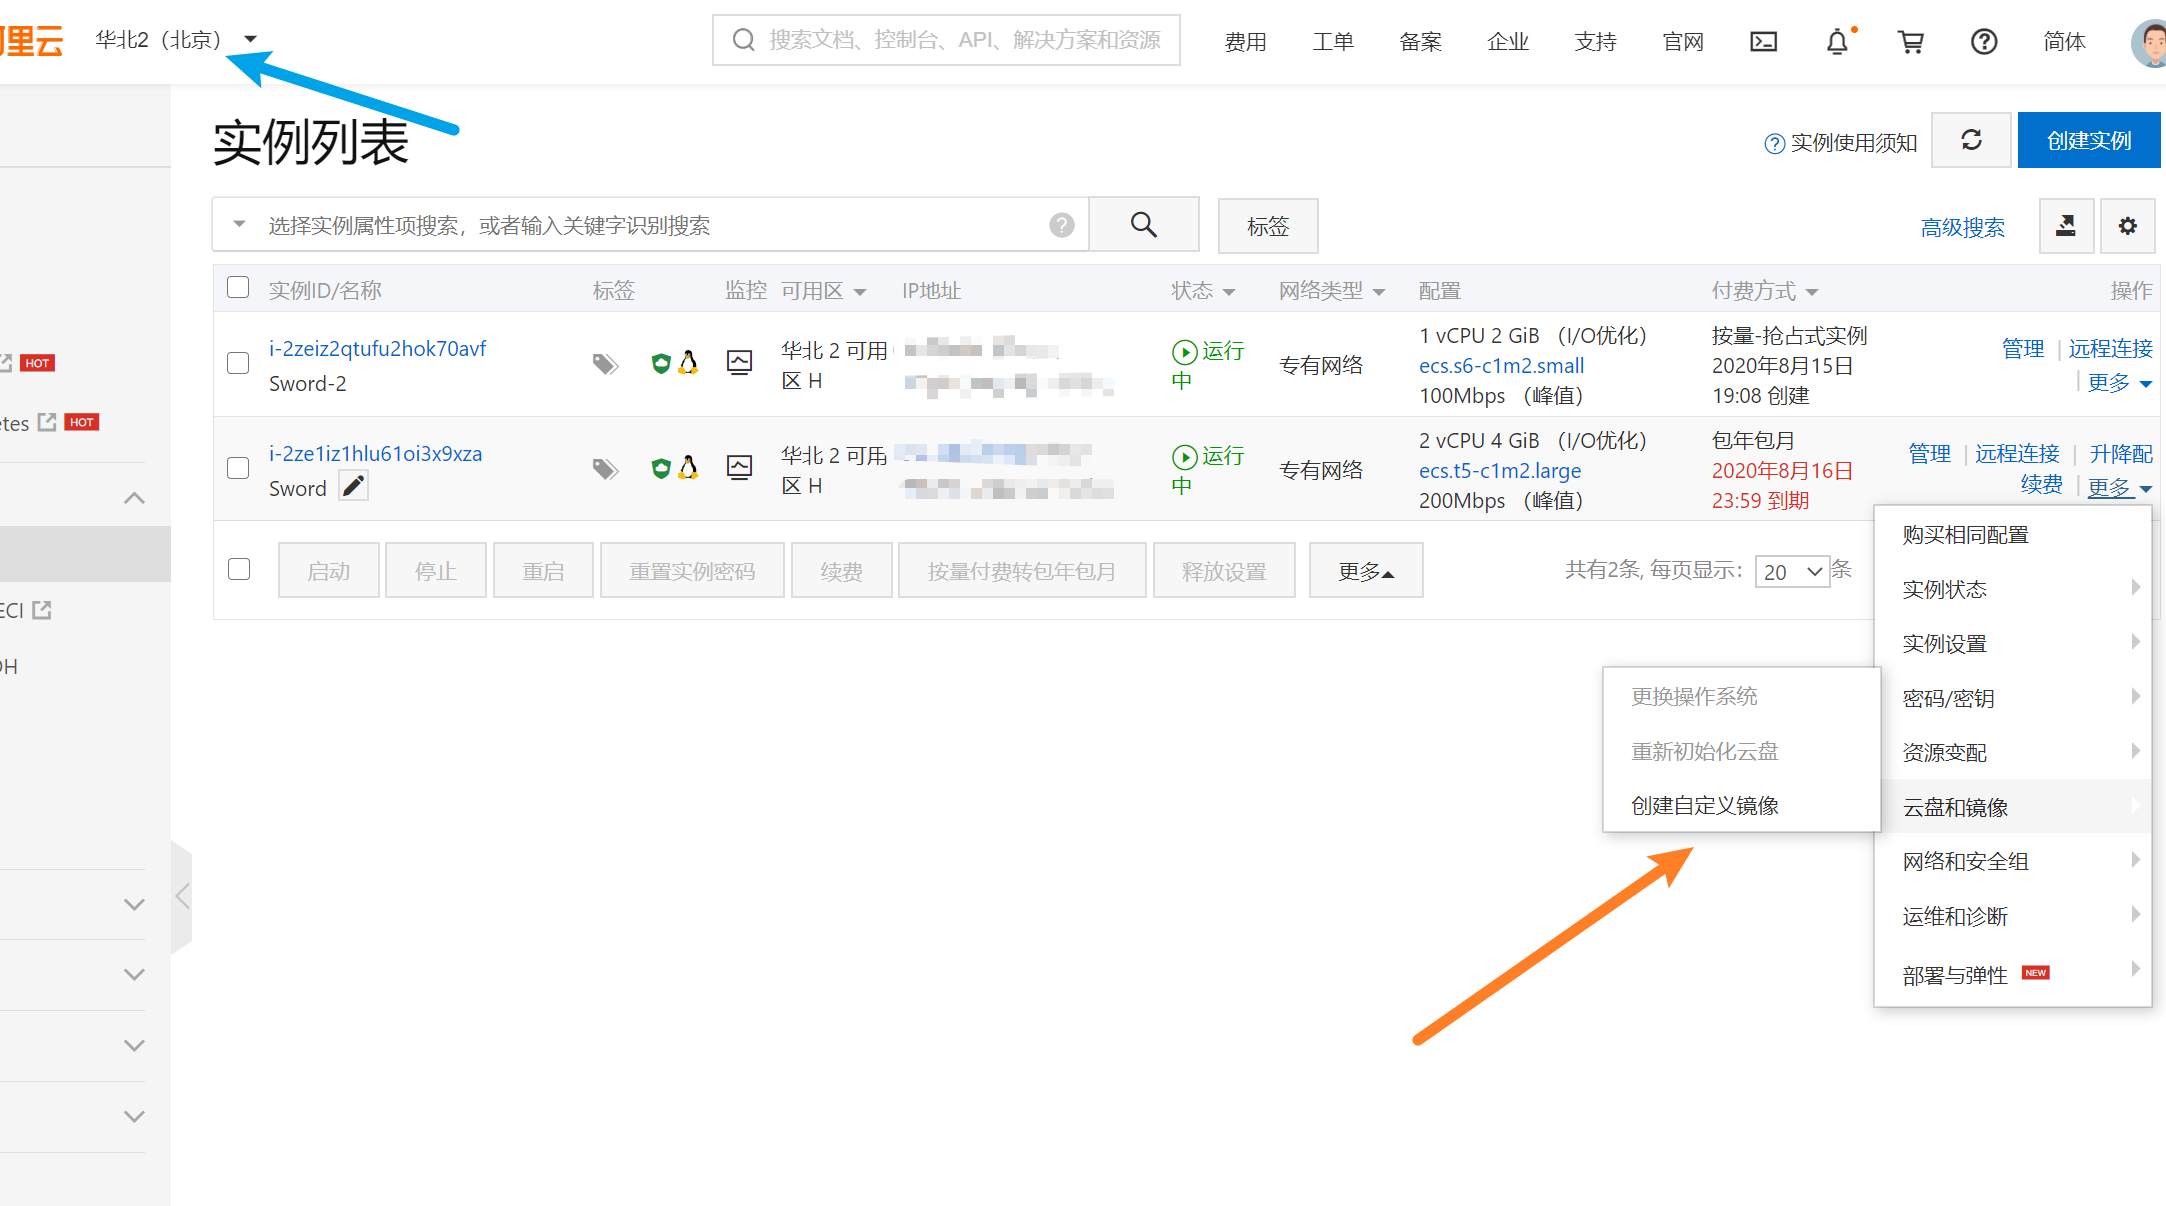 里云
华北2（北京）
搜索文档、控制台、API、解决方案和资源
费用
工单
备案
企业
支持
官网
简体
实例列表
实例使用须知
创建实例
选择实例属性项搜索，或者输入关键字识别搜索
标签
高级搜索
实例ID/名称
标签
监控
可用区
IP地址
状态
网络类型
配置
付费方式
操作
HOT
i-2zeiz2qtufu2hok70avf
Sword-2
华北 2 可用
区 H
运行
中
专有网络
1 vCPU 2 GiB （I/O优化）
ecs.s6-c1m2.small
100Mbps （峰值）
按量-抢占式实例
2020年8月15日
19:08 创建
管理
远程连接
更多
etes
HOT
i-2ze1iz1hlu61oi3x9xza
Sword
华北 2 可用
区 H
运行
中
专有网络
2 vCPU 4 GiB （I/O优化）
ecs.t5-c1m2.large
200Mbps （峰值）
包年包月
2020年8月16日
23:59 到期
管理
远程连接
升降配
续费
更多
启动
停止
重启
重置实例密码
续费
按量付费转包年包月
释放设置
更多
共有2条, 每页显示:
20
条
ECI
DH
购买相同配置
实例状态
实例设置
密码/密钥
资源变配
云盘和镜像
网络和安全组
运维和诊断
部署与弹性
NEW
更换操作系统
重新初始化云盘
创建自定义镜像